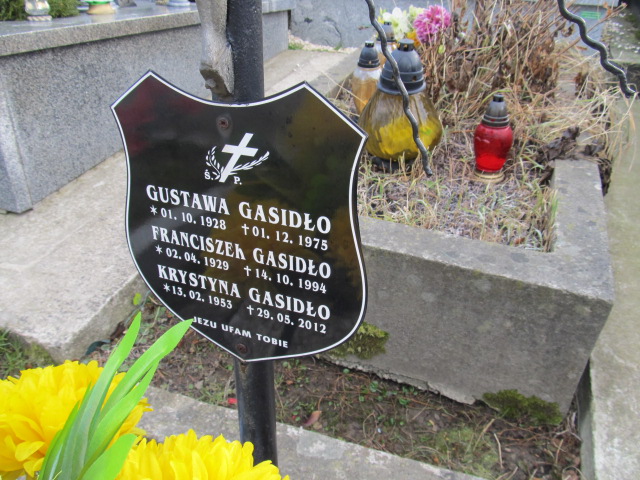 Ś. P.
GUSTAWA GASIDŁO
*01.10.1928 †01.12.1975
FRANCISZEK GASIDŁO
*02.04.1929 †14.10.1994
KRYSTYNA GASIDŁO
*13.02.1953 †29.05.2012
JEZU UFAM TOBIE